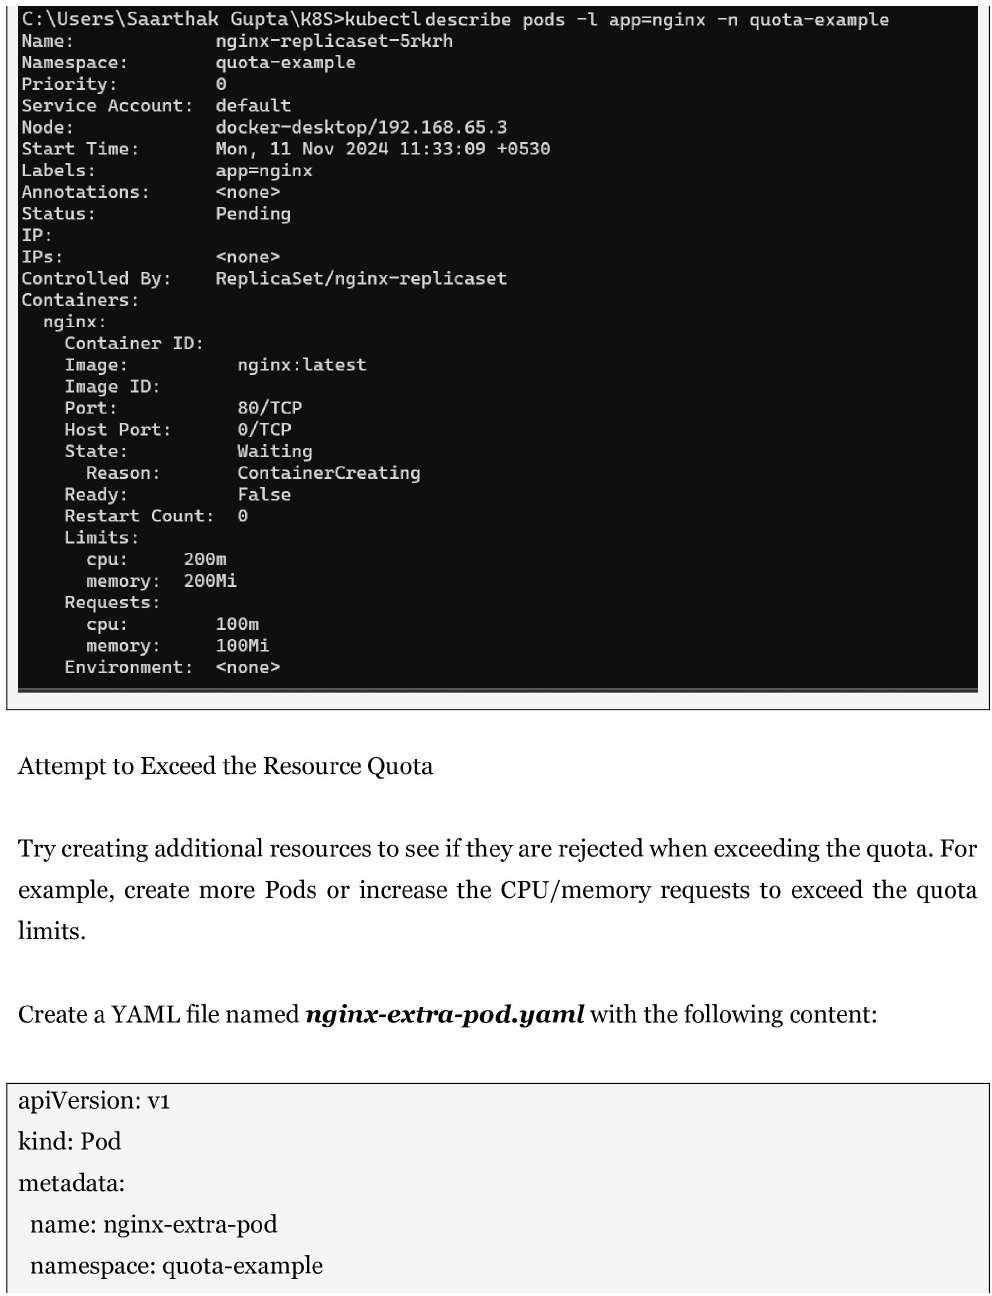 C:\Users\Saarthak Gupta\K8S>kubectl describe pods -l app=nginx -n quota-example
Name:             nginx-replicaset-5rkrh
Namespace:        quota-example
Priority:         0
Service Account:  default
Node:             docker-desktop/192.168.65.3
Start Time:       Mon, 11 Nov 2024 11:33:09 +0530
Labels:           app=nginx
Annotations:      <none>
Status:           Pending
IP:
IPs:              <none>
Controlled By:    ReplicaSet/nginx-replicaset
Containers:
  nginx:
    Container ID:
    Image:          nginx:latest
    Image ID:
    Port:           80/TCP
    Host Port:      0/TCP
    State:          Waiting
      Reason:       ContainerCreating
    Ready:          False
    Restart Count:  0
    Limits:
      cpu:     200m
      memory:  200Mi
    Requests:
      cpu:        100m
      memory:     100Mi
    Environment:  <none>
Attempt to Exceed the Resource Quota
Try creating additional resources to see if they are rejected when exceeding the quota. For
example, create more Pods or increase the CPU/memory requests to exceed the quota
limits.
Create a YAML file named nginx-extra-pod.yaml with the following content:
apiVersion: v1
kind: Pod
metadata:
  name: nginx-extra-pod
  namespace: quota-example